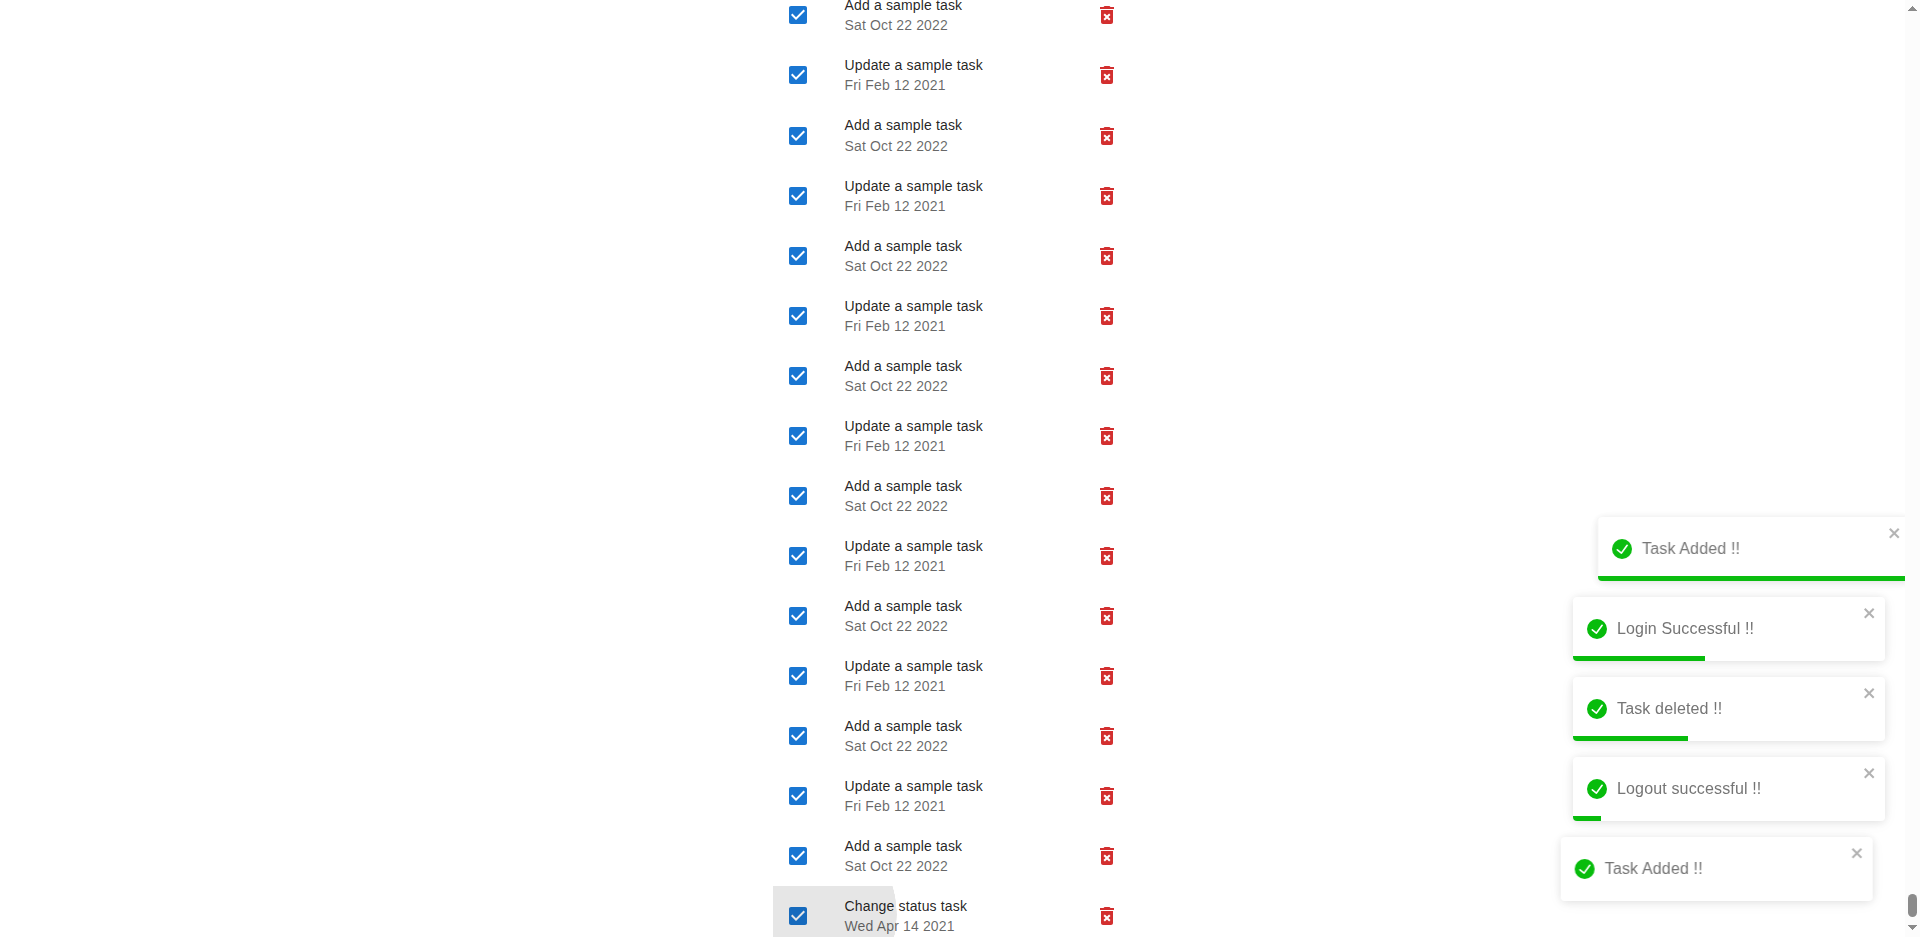 Add a sample task
Sat Oct 22 2022
Update a sample task
Fri Feb 12 2021
Add a sample task
Sat Oct 22 2022
Update a sample task
Fri Feb 12 2021
Add a sample task
Sat Oct 22 2022
Update a sample task
Fri Feb 12 2021
Add a sample task
Sat Oct 22 2022
Update a sample task
Fri Feb 12 2021
Add a sample task
Sat Oct 22 2022
Update a sample task
Fri Feb 12 2021
Add a sample task
Sat Oct 22 2022
Update a sample task
Fri Feb 12 2021
Add a sample task
Sat Oct 22 2022
Update a sample task
Fri Feb 12 2021
Add a sample task
Sat Oct 22 2022
Change status task
Wed Apr 14 2021
Task Added !!
Login Successful !!
Task deleted !!
Logout successful !!
Task Added !!